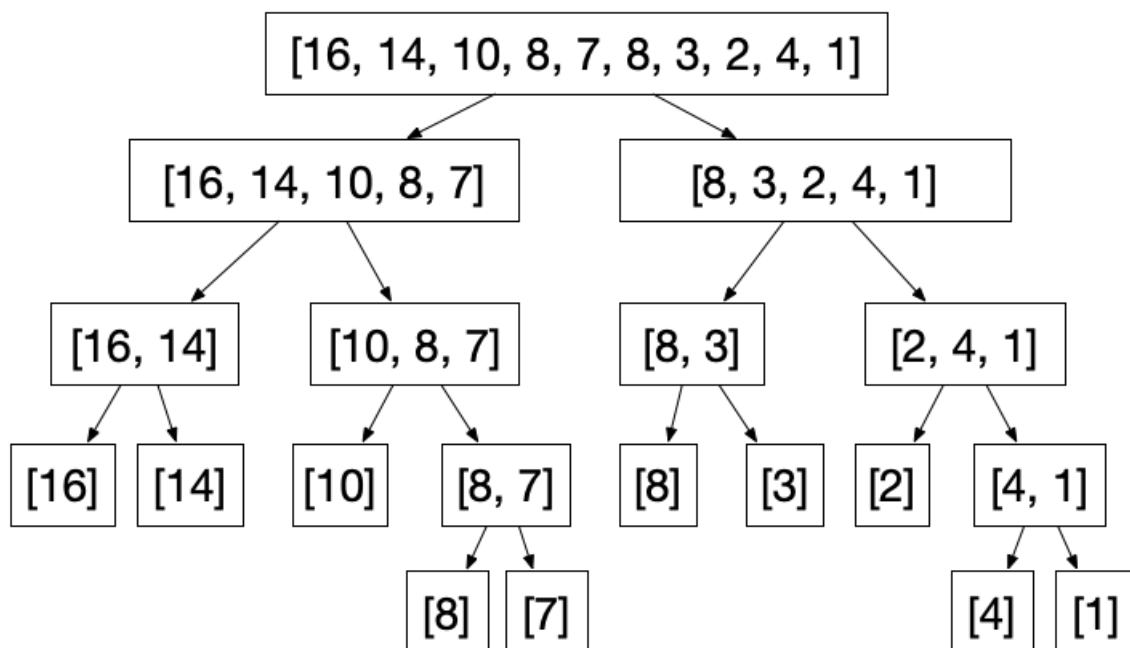 [16, 14, 10, 8, 7, 8, 3, 2, 4, 1]
[16, 14, 10, 8, 7]
[8, 3, 2, 4, 1]
[16, 14]
[10, 8, 7]
[8, 3]
[2, 4, 1]
[16]
[14]
[10]
[8, 7]
[8]
[3]
[2]
[4, 1]
[8]
[7]
[4]
[1]